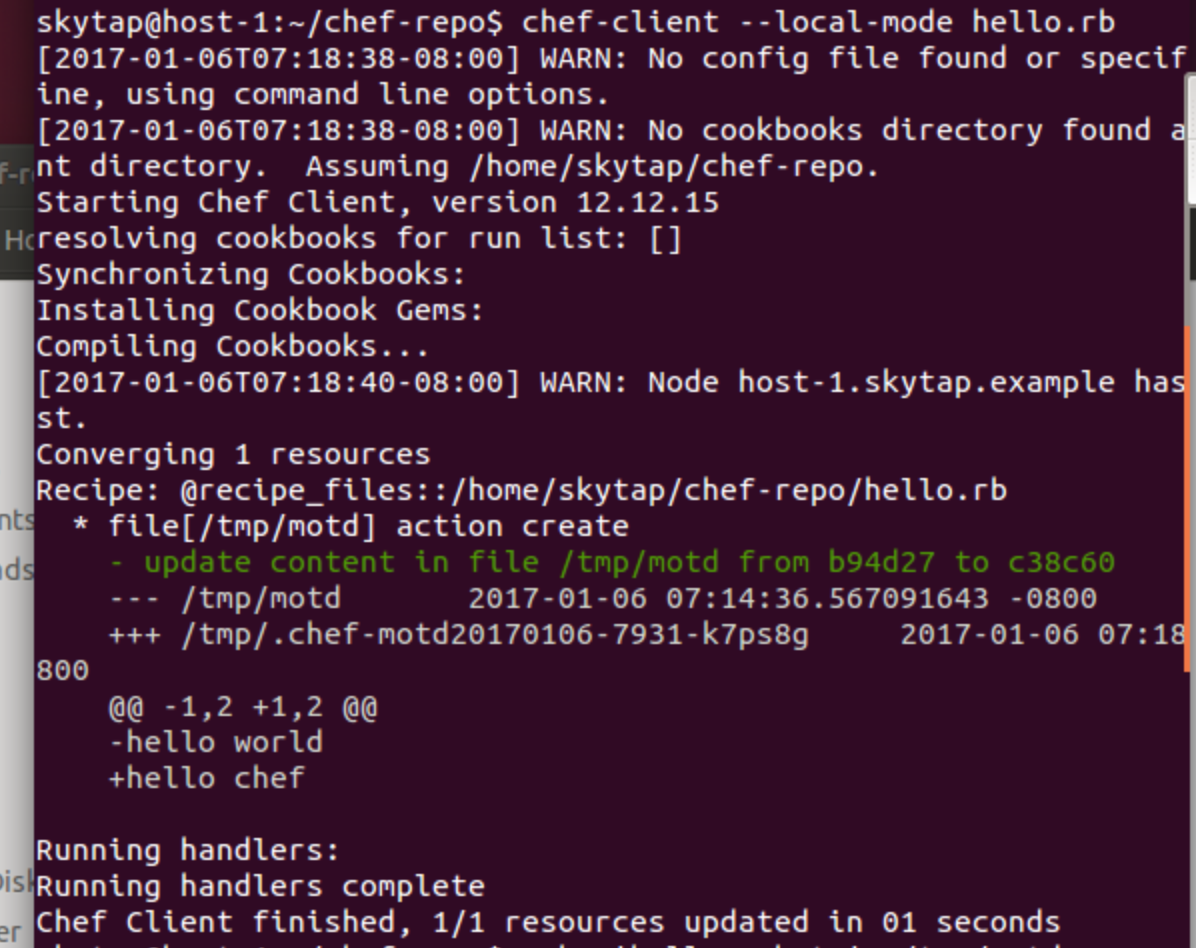 skytap@host-1:~/chef-repo$ chef-client --local-mode hello.rb
[2017-01-06T07:18:38-08:00] WARN: No config file found or specif
ine, using command line options.
[2017-01-06T07:18:38-08:00] WARN: No cookbooks directory found a
nt directory.  Assuming /home/skytap/chef-repo.
Starting Chef Client, version 12.12.15
resolving cookbooks for run list: []
Synchronizing Cookbooks:
Installing Cookbook Gems:
Compiling Cookbooks...
[2017-01-06T07:18:40-08:00] WARN: Node host-1.skytap.example has
st.
Converging 1 resources
Recipe: @recipe_files::/home/skytap/chef-repo/hello.rb
  * file[/tmp/motd] action create
    - update content in file /tmp/motd from b94d27 to c38c60
    --- /tmp/motd       2017-01-06 07:14:36.567091643 -0800
    +++ /tmp/.chef-motd20170106-7931-k7ps8g     2017-01-06 07:18
800
    @@ -1,2 +1,2 @@
    -hello world
    +hello chef
Running handlers:
Running handlers complete
Chef Client finished, 1/1 resources updated in 01 seconds